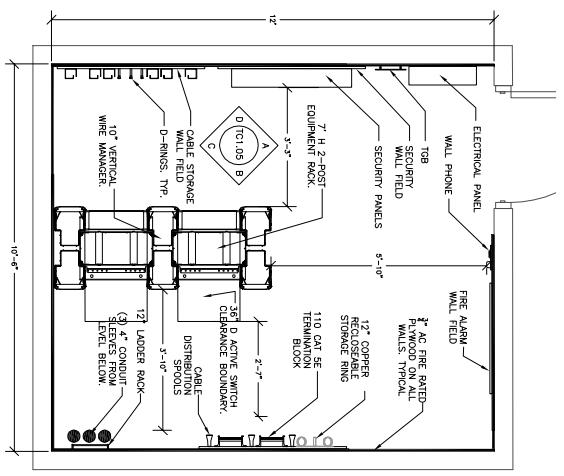 12'
10'-6"
ELECTRICAL PANEL
WALL PHONE
TGB
SECURITY
WALL FIELD
SECURITY PANELS
7' H 2-POST
EQUIPMENT RACK.
3'-3"
A
B
C
D
TC1.05
CABLE STORAGE
WALL FIELD
D-RINGS, TYP.
10" VERTICAL
WIRE MANAGER.
5'-10"
FIRE ALARM
WALL FIELD
¾" AC FIRE RATED
PLYWOOD ON ALL
WALLS, TYPICAL
12" COPPER
RECLOSEABLE
STORAGE RING
110 CAT 5E
TERMINATION
BLOCK
2'-7"
36" D ACTIVE SWITCH
CLEARANCE BOUNDARY.
CABLE
DISTRIBUTION
SPOOLS
3'-10"
12" LADDER RACK
(3) 4" CONDUIT
SLEEVES FROM
LEVEL BELOW.